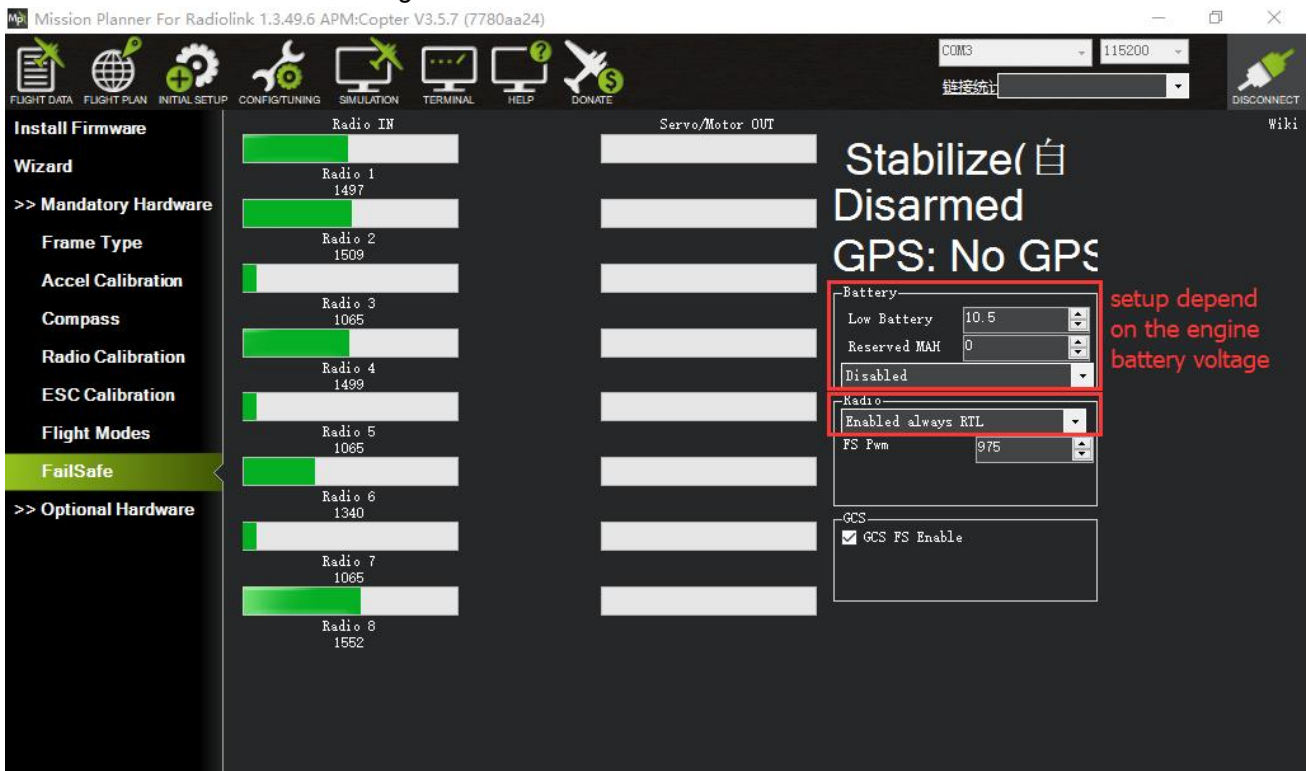 Mission Planner For Radiolink 1.3.49.6 APM:Copter V3.5.7 (7780aa24)
FLIGHT DATA
FLIGHT PLAN
INITIAL SETUP
CONFIG/TUNING
SIMULATION
TERMINAL
HELP
DONATE
COM3
115200
链接统计
DISCONNECT
Install Firmware
Wizard
>> Mandatory Hardware
Frame Type
Accel Calibration
Compass
Radio Calibration
ESC Calibration
Flight Modes
FailSafe
>> Optional Hardware
Radio IN
Radio 1
1497
Radio 2
1509
Radio 3
1065
Radio 4
1499
Radio 5
1065
Radio 6
1340
Radio 7
1065
Radio 8
1552
Servo/Motor OUT
Wiki
Stabilize(自
Disarmed
GPS: No GPS
Battery
Low Battery 10.5
Reserved MAH 0
Disabled
setup depend
on the engine
battery voltage
Radio
Enabled always RTL
FS Pwm 975
GCS
GCS FS Enable